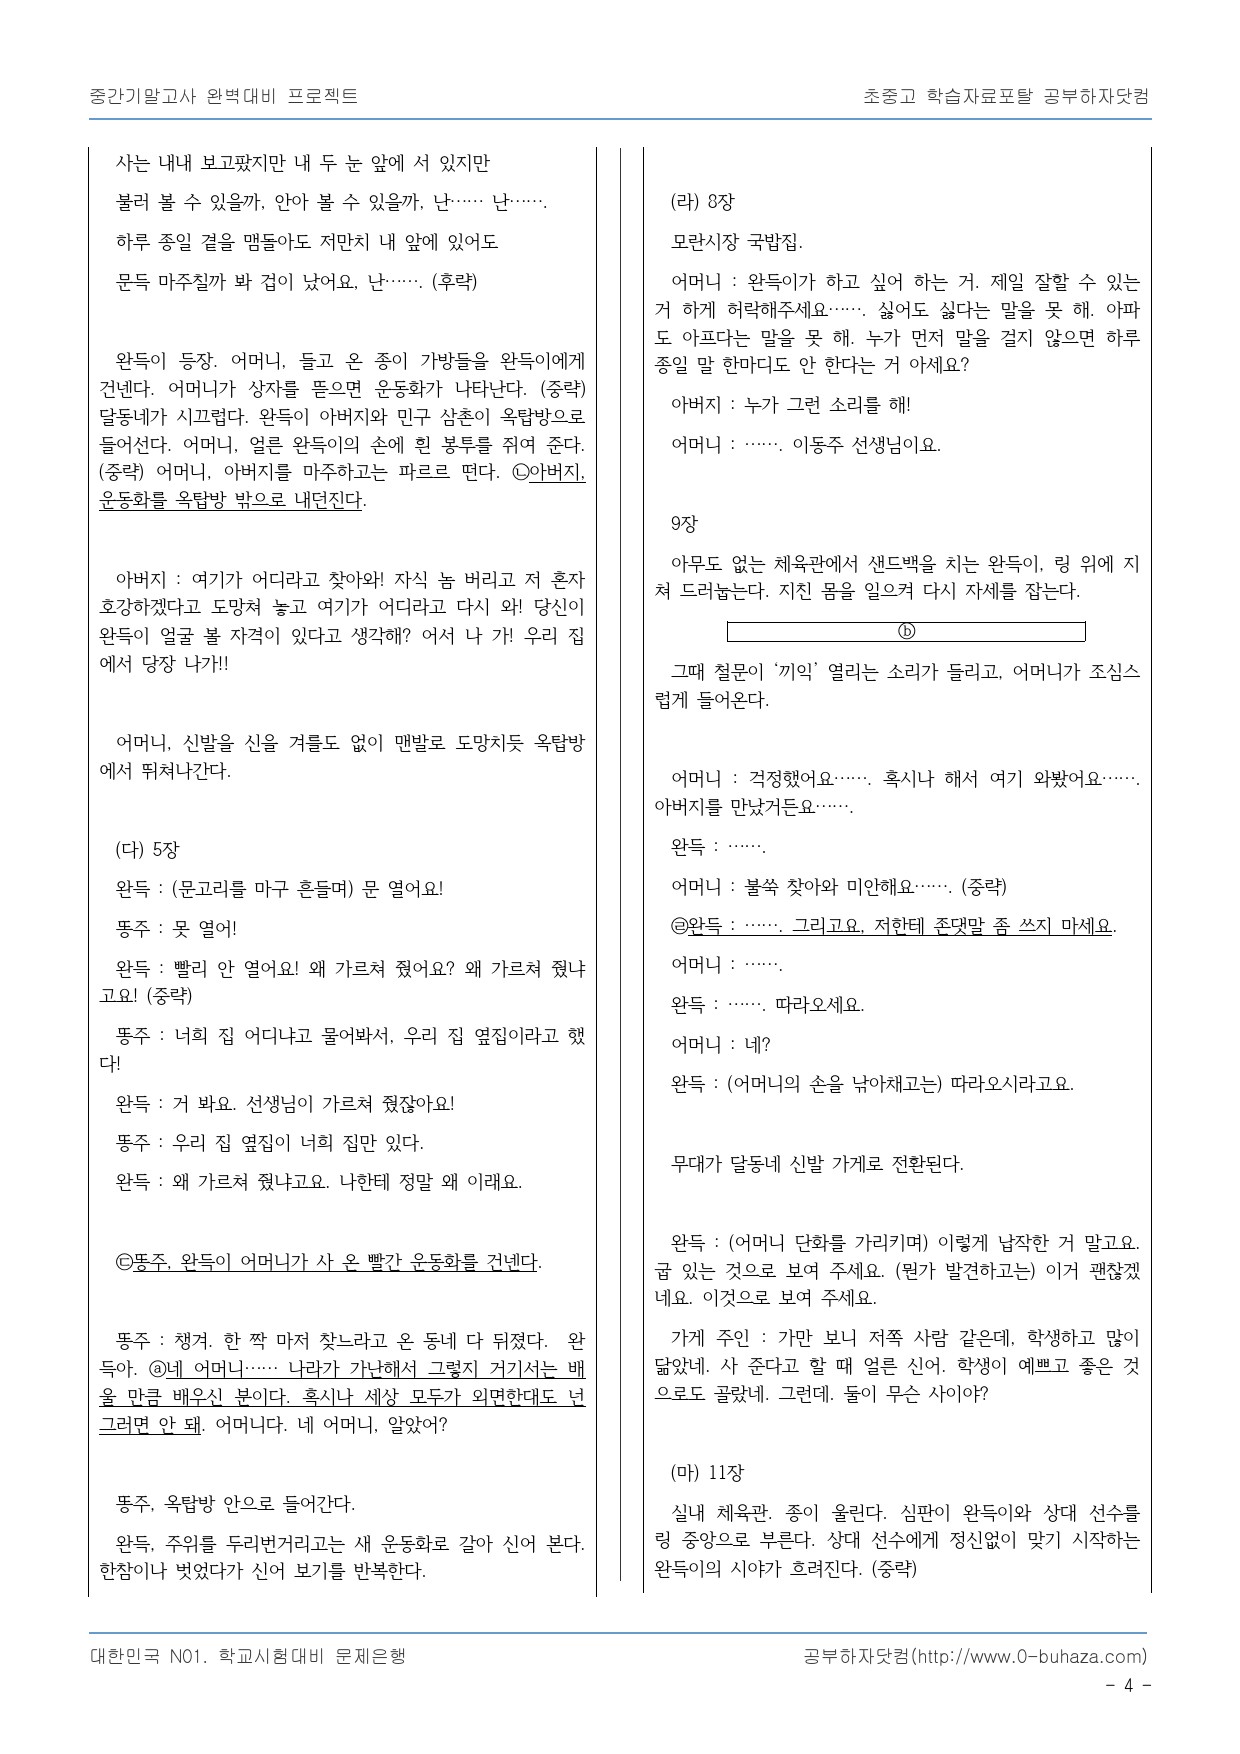 중간기말고사 완벽대비 프로젝트
초중고 학습자료포탈 공부하자닷컴
사는 내내 보고팠지만 내 두 눈 앞에 서 있지만
불러 볼 수 있을까, 안아 볼 수 있을까, 난…… 난…….
하루 종일 곁을 맴돌아도 저만치 내 앞에 있어도
문득 마주칠까 봐 겁이 났어요, 난……. (후략)
완득이 등장. 어머니, 들고 온 종이 가방들을 완득이에게
건넨다. 어머니가 상자를 뜯으면 운동화가 나타난다. (중략)
달동네가 시끄럽다. 완득이 아버지와 민구 삼촌이 옥탑방으로
들어선다. 어머니, 얼른 완득이의 손에 흰 봉투를 쥐여 준다.
(중략) 어머니, 아버지를 마주하고는 파르르 떤다. ㉡아버지,
운동화를 옥탑방 밖으로 내던진다.
아버지 : 여기가 어디라고 찾아와! 자식 놈 버리고 저 혼자
호강하겠다고 도망쳐 놓고 여기가 어디라고 다시 와! 당신이
완득이 얼굴 볼 자격이 있다고 생각해? 어서 나 가! 우리 집
에서 당장 나가!!
어머니, 신발을 신을 겨를도 없이 맨발로 도망치듯 옥탑방
에서 뛰쳐나간다.
(다) 5장
완득 : (문고리를 마구 흔들며) 문 열어요!
똥주 : 못 열어!
완득 : 빨리 안 열어요! 왜 가르쳐 줬어요? 왜 가르쳐 줬냐
고요! (중략)
똥주 : 너희 집 어디냐고 물어봐서, 우리 집 옆집이라고 했
다!
완득 : 거 봐요. 선생님이 가르쳐 줬잖아요!
똥주 : 우리 집 옆집이 너희 집만 있다.
완득 : 왜 가르쳐 줬냐고요. 나한테 정말 왜 이래요.
㉢똥주, 완득이 어머니가 사 온 빨간 운동화를 건넨다.
똥주 : 챙겨. 한 짝 마저 찾느라고 온 동네 다 뒤졌다. 완
득아. ⓐ네 어머니…… 나라가 가난해서 그렇지 거기서는 배
울 만큼 배우신 분이다. 혹시나 세상 모두가 외면한대도 넌
그러면 안 돼. 어머니다. 네 어머니, 알았어?
똥주, 옥탑방 안으로 들어간다.
완득, 주위를 두리번거리고는 새 운동화로 갈아 신어 본다.
한참이나 벗었다가 신어 보기를 반복한다.
(라) 8장
모란시장 국밥집.
어머니 : 완득이가 하고 싶어 하는 거. 제일 잘할 수 있는
거 하게 허락해주세요……. 싫어도 싫다는 말을 못 해. 아파
도 아프다는 말을 못 해. 누가 먼저 말을 걸지 않으면 하루
종일 말 한마디도 안 한다는 거 아세요?
아버지 : 누가 그런 소리를 해!
어머니 : ……. 이동주 선생님이요.
9장
아무도 없는 체육관에서 샌드백을 치는 완득이, 링 위에 지
쳐 드러눕는다. 지친 몸을 일으켜 다시 자세를 잡는다.
ⓑ
그때 철문이 ‘끼익’ 열리는 소리가 들리고, 어머니가 조심스
럽게 들어온다.
어머니 : 걱정했어요……. 혹시나 해서 여기 와봤어요…….
아버지를 만났거든요…….
완득 : …….
어머니 : 불쑥 찾아와 미안해요……. (중략)
㉣완득 : ……. 그리고요, 저한테 존댓말 좀 쓰지 마세요.
어머니 : …….
완득 : ……. 따라오세요.
어머니 : 네?
완득 : (어머니의 손을 낚아채고는) 따라오시라고요.
무대가 달동네 신발 가게로 전환된다.
완득 : (어머니 단화를 가리키며) 이렇게 납작한 거 말고요.
굽 있는 것으로 보여 주세요. (뭔가 발견하고는) 이거 괜찮겠
네요. 이것으로 보여 주세요.
가게 주인 : 가만 보니 저쪽 사람 같은데, 학생하고 많이
닮았네. 사 준다고 할 때 얼른 신어. 학생이 예쁘고 좋은 것
으로도 골랐네. 그런데. 둘이 무슨 사이야?
(마) 11장
실내 체육관. 종이 울린다. 심판이 완득이와 상대 선수를
링 중앙으로 부른다. 상대 선수에게 정신없이 맞기 시작하는
완득이의 시야가 흐려진다. (중략)
대한민국 N01. 학교시험대비 문제은행
공부하자닷컴(http://www.0-buhaza.com)
- 4 -